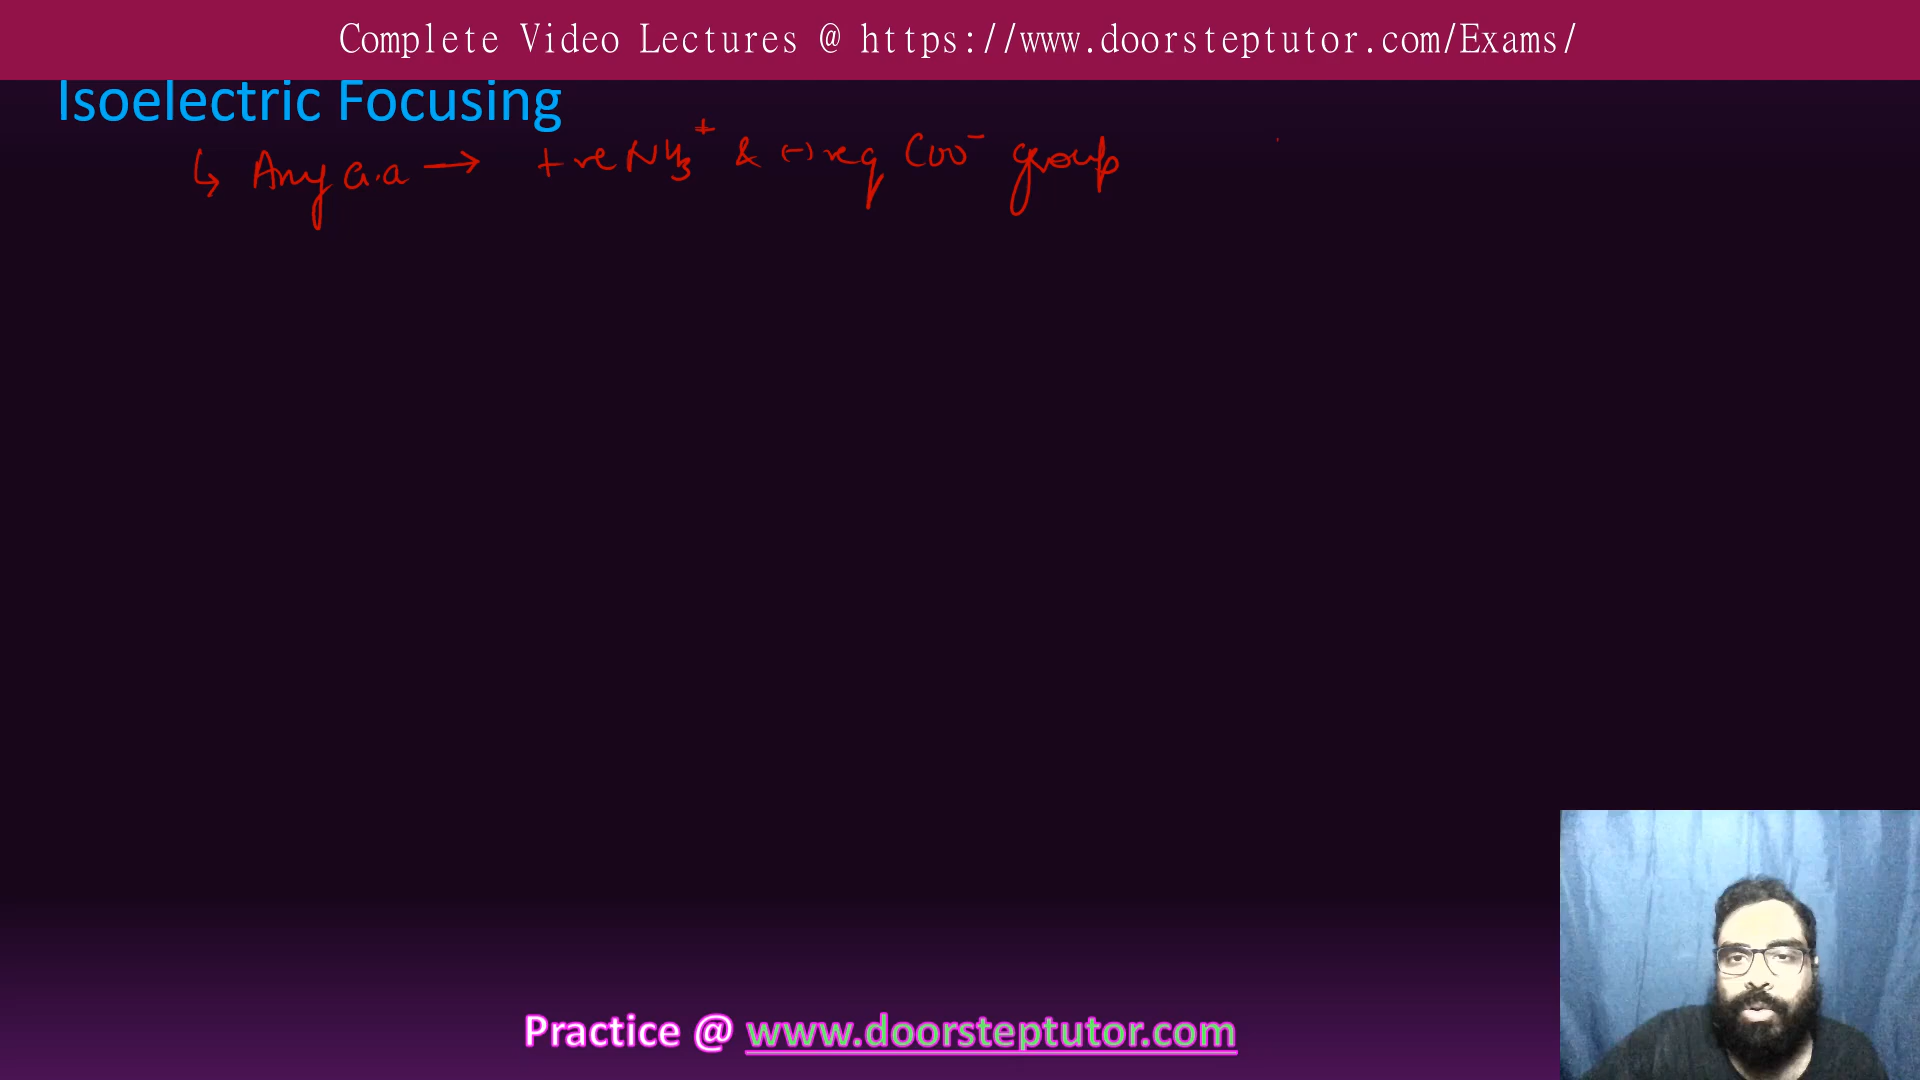 Complete Video Lectures @ https://www.doorsteptutor.com/Exams/
Isoelectric Focusing
↳ Any a.a → +ve NH₃⁺ & (-) veq COO⁻ group
Practice @ www.doorsteptutor.com